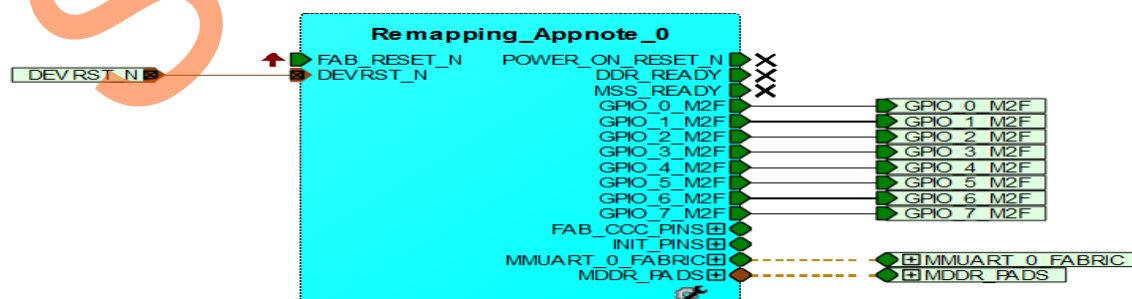 Remapping_Appnote_0
FAB_RESET_N POWER_ON_RESET_N
DEVRST_N DEVRST_N DDR_READY
MSS_READY
GPIO_0_M2F GPIO_0_M2F
GPIO_1_M2F GPIO_1_M2F
GPIO_2_M2F GPIO_2_M2F
GPIO_3_M2F GPIO_3_M2F
GPIO_4_M2F GPIO_4_M2F
GPIO_5_M2F GPIO_5_M2F
GPIO_6_M2F GPIO_6_M2F
GPIO_7_M2F GPIO_7_M2F
FAB_CCC_PINS
INIT_PINS
MMUART_0_FABRIC MMUART_0_FABRIC
MDDR_PADS MDDR_PADS